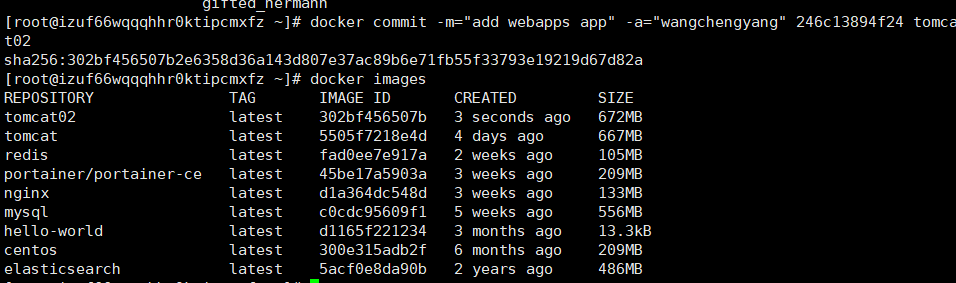 gifted_hermann
[root@izuf66wqqqhhr0ktipcmxfz ~]# docker commit -m="add webapps app" -a="wangchengyang" 246c13894f24 tomca
t02
sha256:302bf456507b2e6358d36a143d807e37ac89b6e71fb55f33793e19219d67d82a
[root@izuf66wqqqhhr0ktipcmxfz ~]# docker images
REPOSITORY TAG IMAGE ID CREATED SIZE
tomcat02 latest 302bf456507b 3 seconds ago 672MB
tomcat latest 5505f7218e4d 4 days ago 667MB
redis latest fad0ee7e917a 2 weeks ago 105MB
portainer/portainer-ce latest 45be17a5903a 3 weeks ago 209MB
nginx latest d1a364dc548d 3 weeks ago 133MB
mysql latest c0cdc95609f1 5 weeks ago 556MB
hello-world latest d1165f221234 3 months ago 13.3kB
centos latest 300e315adb2f 6 months ago 209MB
elasticsearch latest 5acf0e8da90b 2 years ago 486MB